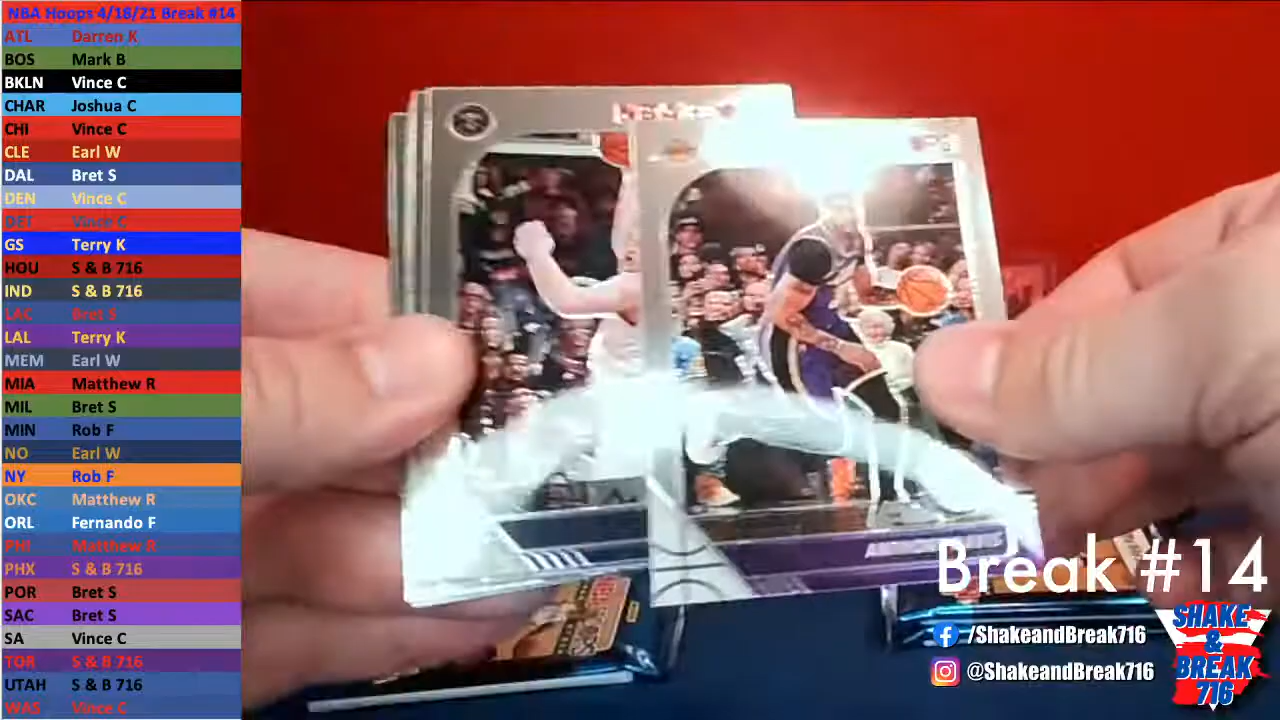 NBA Hoops 4/18/21 Break #14
ATL Darren K
BOS Mark B
BKLN Vince C
CHAR Joshua C
CHI Vince C
CLE Earl W
DAL Bret S
DEN Vince C
DET Vince C
GS Terry K
HOU S & B 716
IND S & B 716
LAC Bret S
LAL Terry K
MEM Earl W
MIA Matthew R
MIL Bret S
MIN Rob F
NO Earl W
NY Rob F
OKC Matthew R
ORL Fernando F
PHI Matthew R
PHX S & B 716
POR Bret S
SAC Bret S
SA Vince C
TOR S & B 716
UTAH S & B 716
WAS Vince C
Break #14
/ShakeandBreak716
@ShakeandBreak716
SHAKE
&
BREAK
716